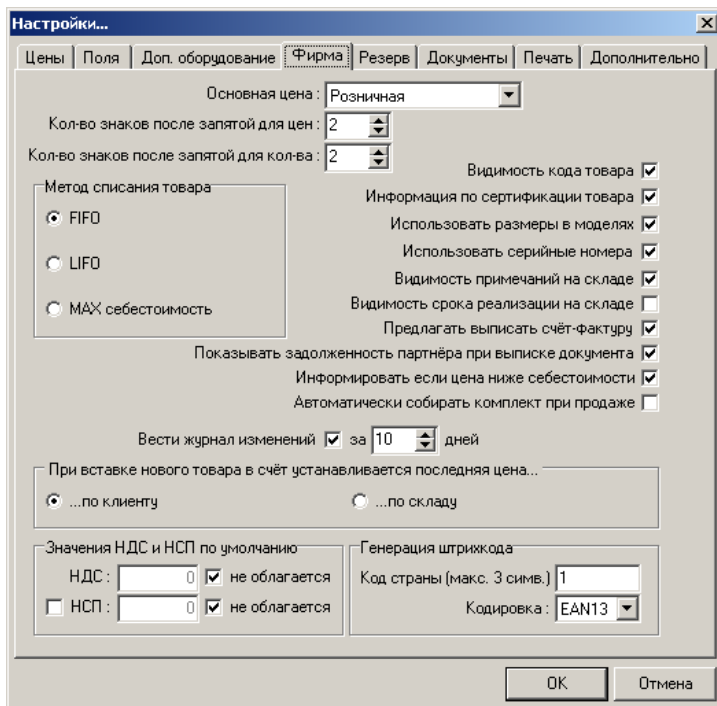 Настройки...
Цены Поля Доп. оборудование Фирма Резерв Документы Печать Дополнительно
Основная цена : Розничная
Кол-во знаков после запятой для цен : 2
Кол-во знаков после запятой для кол-ва : 2
Видимость кода товара
Метод списания товара
Информация по сертификации товара
FIFO
Использовать размеры в моделях
Использовать серийные номера
LIFO
Видимость примечаний на складе
Видимость срока реализации на складе
MAX себестоимость
Предлагать выписать счёт-фактуру
Показывать задолженность партнёра при выписке документа
Информировать если цена ниже себестоимости
Автоматически собирать комплект при продаже
Вести журнал изменений за 10 дней
При вставке нового товара в счёт устанавливается последняя цена...
...по клиенту ...по складу
Значения НДС и НСП по умолчанию Генерация штрихкода
НДС : 0 не облагается Код страны (макс. 3 симв.) 1
НСП : 0 не облагается Кодировка : EAN13
OK Отмена